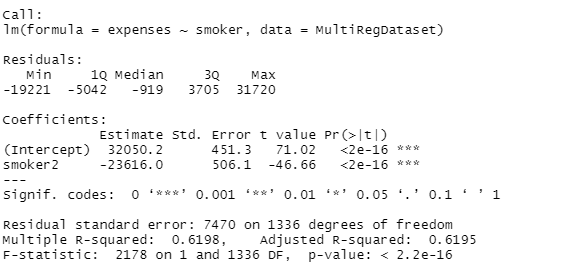 Call:
lm(formula = expenses ~ smoker, data = MultiRegDataset)
Residuals:
Min 1Q Median 3Q Max
-19221 -5042 -919 3705 31720
Coefficients:
Estimate Std. Error t value Pr(>|t|)
(Intercept) 32050.2 451.3 71.02 <2e-16 ***
smoker2 -23616.0 506.1 -46.66 <2e-16 ***
---
Signif. codes: 0 ‘***’ 0.001 ‘**’ 0.01 ‘*’ 0.05 ‘.’ 0.1 ‘ ’ 1
Residual standard error: 7470 on 1336 degrees of freedom
Multiple R-squared: 0.6198, Adjusted R-squared: 0.6195
F-statistic: 2178 on 1 and 1336 DF, p-value: < 2.2e-16